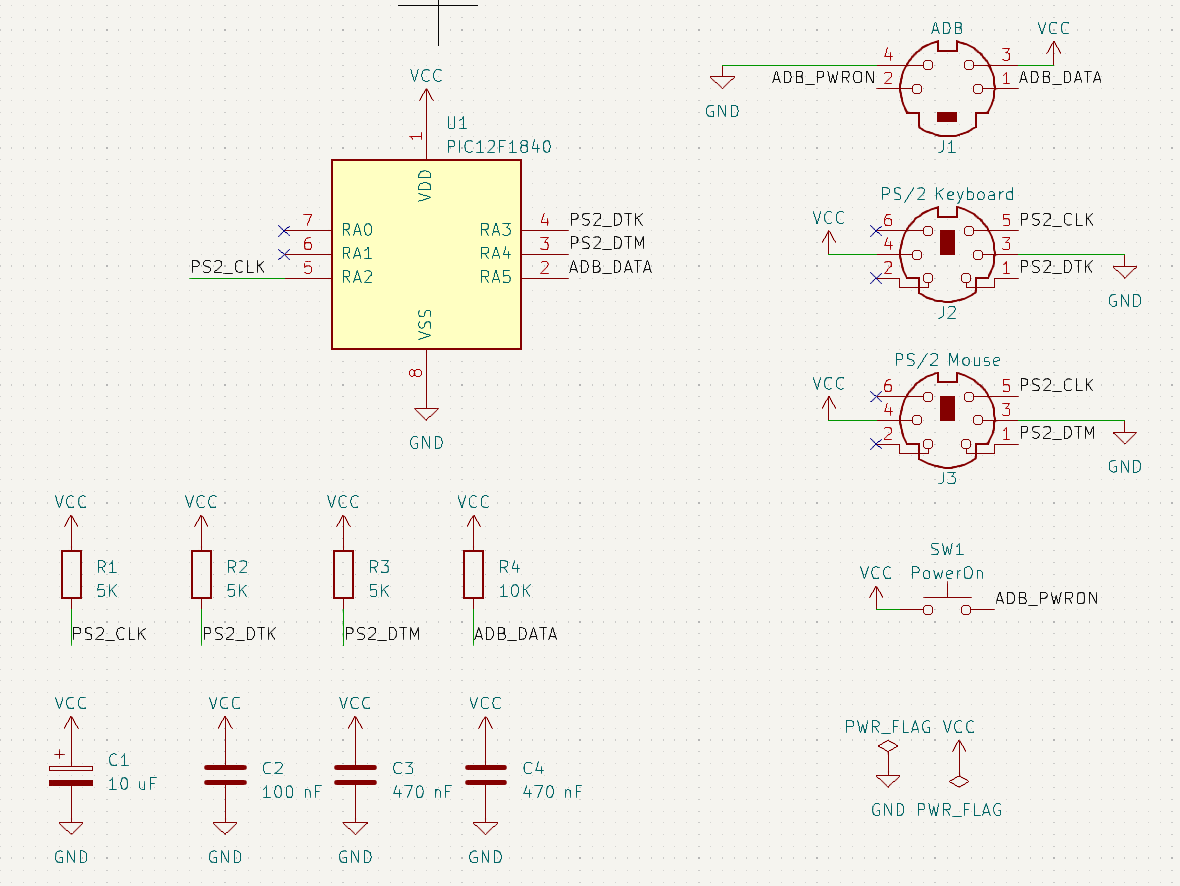 VCC
U1
PIC12F1840
1
VDD
7 RA0
6 RA1
PS2_CLK 5 RA2
RA3 4 PS2_DTK
RA4 3 PS2_DTM
RA5 2 ADB_DATA
VSS
8
GND
ADB
VCC
4 3
ADB_PWRON 2 1 ADB_DATA
GND
J1
PS/2 Keyboard
VCC 6 5 PS2_CLK
4 3
2 1 PS2_DTK
GND
J2
PS/2 Mouse
VCC 6 5 PS2_CLK
4 3
2 1 PS2_DTM
GND
J3
VCC VCC VCC VCC
R1 R2 R3 R4
5K 5K 5K 10K
PS2_CLK PS2_DTK PS2_DTM ADB_DATA
SW1
VCC PowerOn
ADB_PWRON
VCC VCC VCC VCC
+ C1 C2 C3 C4
10 uF 100 nF 470 nF 470 nF
GND GND GND GND
PWR_FLAG VCC
GND PWR_FLAG